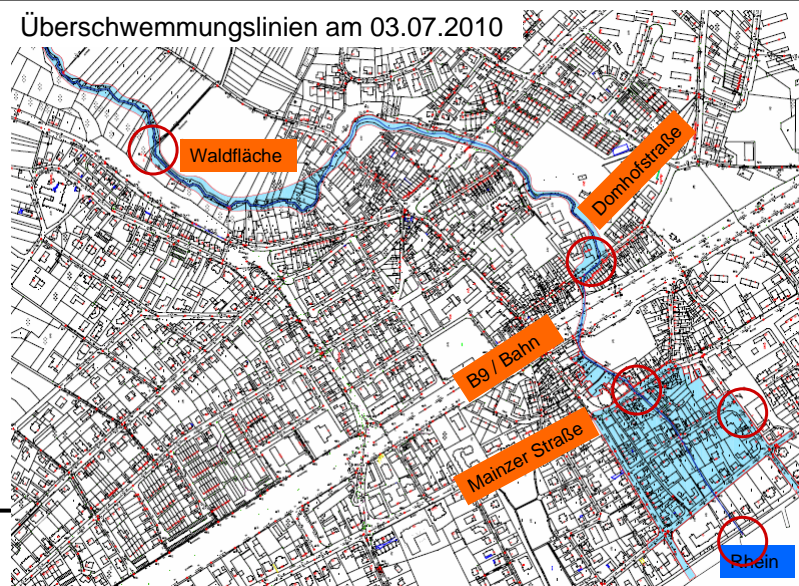 Überschwemmungslinien am 03.07.2010
Waldfläche
Domhofstraße
B9 / Bahn
Mainzer Straße
Rhein